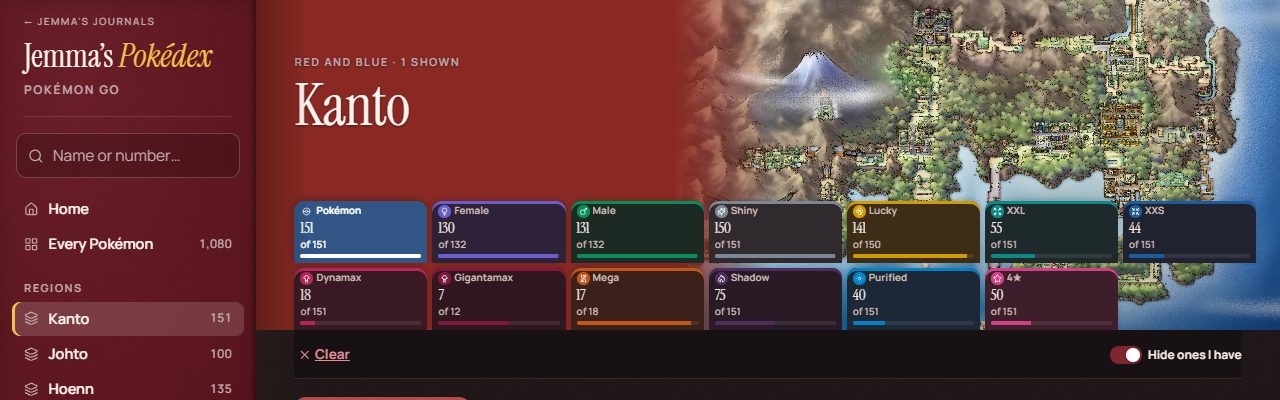 ← JEMMA'S JOURNALS
Jemma's Pokédex
POKÉMON GO
Name or number...
Home
Every Pokémon 1,080
REGIONS
Kanto 151
Johto 100
Hoenn 135
RED AND BLUE · 1 SHOWN
Kanto
Pokémon
151
of 151
Female
130
of 132
Male
131
of 132
Shiny
150
of 151
Lucky
141
of 150
XXL
55
of 151
XXS
44
of 151
Dynamax
18
of 151
Gigantamax
7
of 12
Mega
17
of 18
Shadow
75
of 151
Purified
40
of 151
4★
50
of 151
× Clear
Hide ones I have